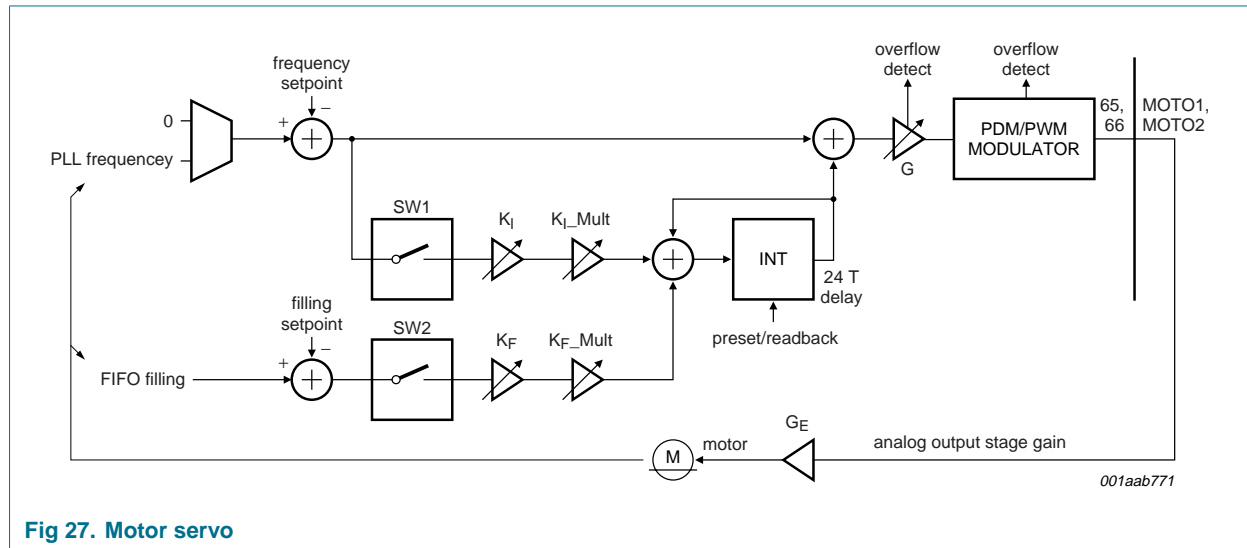 frequency
setpoint
−
+
+
0
PLL frequencey
SW1
K_I
K_I_Mult
+
INT
24 T
delay
preset/readback
+
overflow
detect
G
overflow
detect
PDM/PWM
MODULATOR
65,
66
MOTO1,
MOTO2
filling
setpoint
−
+
+
FIFO filling
SW2
K_F
K_F_Mult
G_E
M
motor
analog output stage gain
001aab771
Fig 27. Motor servo